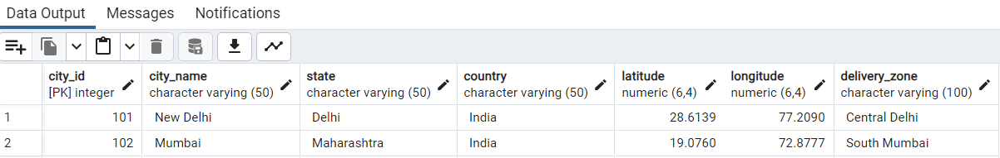 Data Output Messages Notifications
city_id city_name state country latitude longitude delivery_zone
[PK] integer character varying (50) character varying (50) character varying (50) numeric (6,4) numeric (6,4) character varying (100)
1 101 New Delhi Delhi India 28.6139 77.2090 Central Delhi
2 102 Mumbai Maharashtra India 19.0760 72.8777 South Mumbai